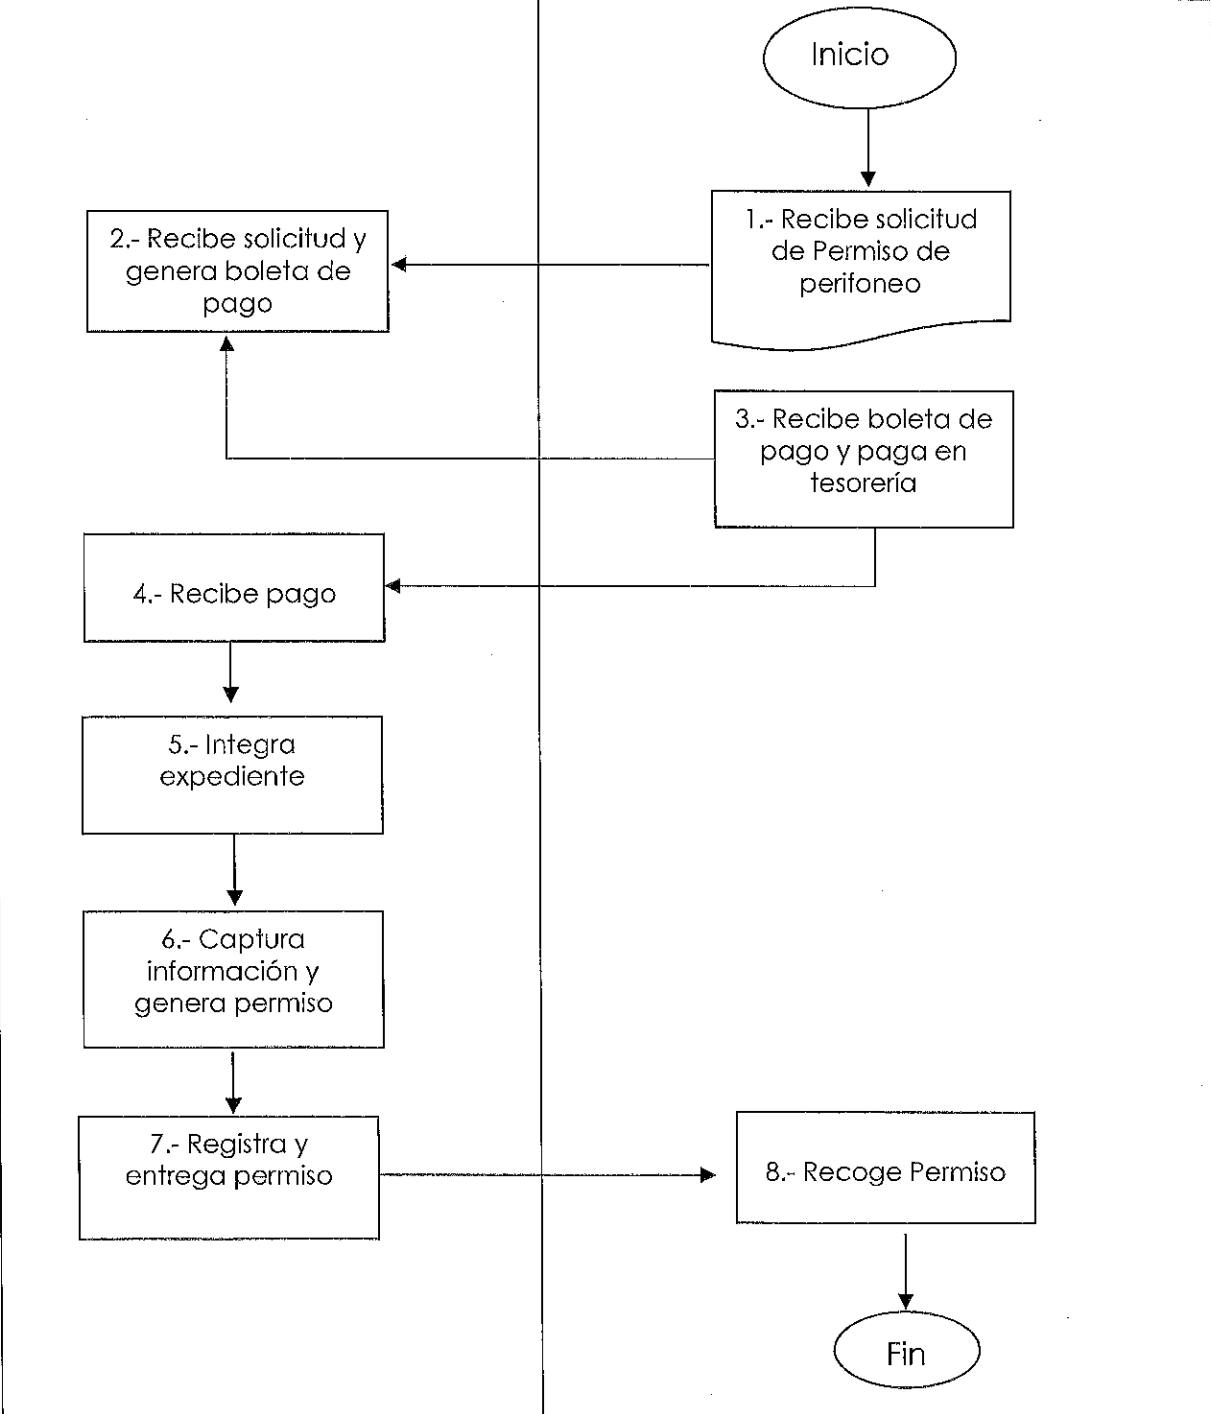 Inicio
1.- Recibe solicitud
de Permiso de
perifoneo
2.- Recibe solicitud y
genera boleta de
pago
3.- Recibe boleta de
pago y paga en
tesorería
4.- Recibe pago
5.- Integra
expediente
6.- Captura
información y
genera permiso
7.- Registra y
entrega permiso
8.- Recoge Permiso
Fin